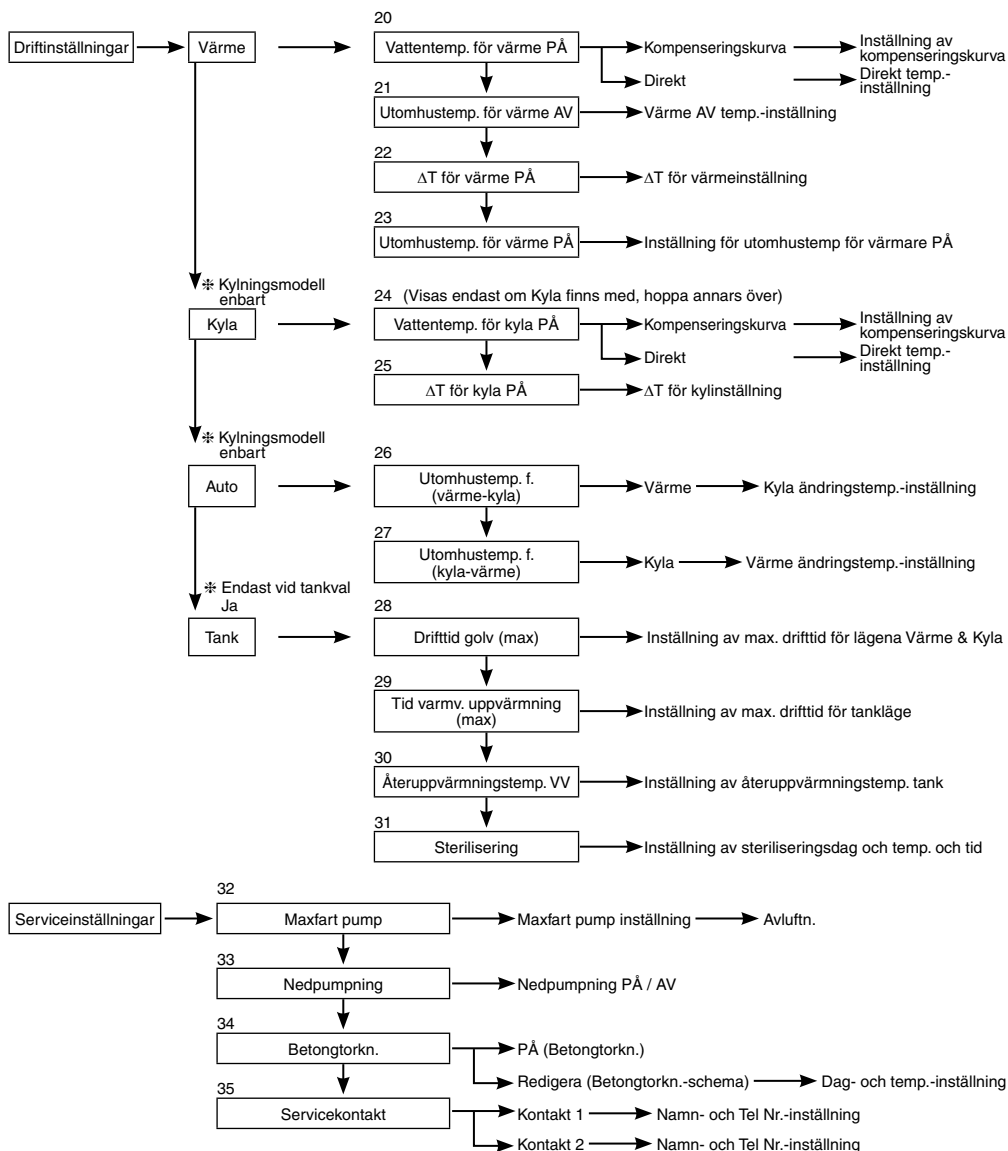 20
Driftinställningar
Värme
Vattentemp. för värme PÅ
Kompenseringskurva
Inställning av
kompenseringskurva
Direkt
Direkt temp.-
inställning
21
Utomhustemp. för värme AV
Värme AV temp.-inställning
22
ΔT för värme PÅ
ΔT för värmeinställning
23
Utomhustemp. för värme PÅ
Inställning för utomhustemp för värmare PÅ
❉ Kylningsmodell
enbart
24 (Visas endast om Kyla finns med, hoppa annars över)
Kyla
Vattentemp. för kyla PÅ
Kompenseringskurva
Inställning av
kompenseringskurva
Direkt
Direkt temp.-
inställning
25
ΔT för kyla PÅ
ΔT för kylinställning
❉ Kylningsmodell
enbart
26
Auto
Utomhustemp. f.
(värme-kyla)
Värme
Kyla ändringstemp.-inställning
27
Utomhustemp. f.
(kyla-värme)
Kyla
Värme ändringstemp.-inställning
❉ Endast vid tankval
Ja
28
Tank
Drifttid golv (max)
Inställning av max. drifttid för lägena Värme & Kyla
29
Tid varmv. uppvärmning
(max)
Inställning av max. drifttid för tankläge
30
Återuppvärmningstemp. VV
Inställning av återuppvärmningstemp. tank
31
Sterilisering
Inställning av steriliseringsdag och temp. och tid
32
Serviceinställningar
Maxfart pump
Maxfart pump inställning
Avluftn.
33
Nedpumpning
Nedpumpning PÅ / AV
34
Betongtorkn.
PÅ (Betongtorkn.)
Redigera (Betongtorkn.-schema)
Dag- och temp.-inställning
35
Servicekontakt
Kontakt 1
Namn- och Tel Nr.-inställning
Kontakt 2
Namn- och Tel Nr.-inställning